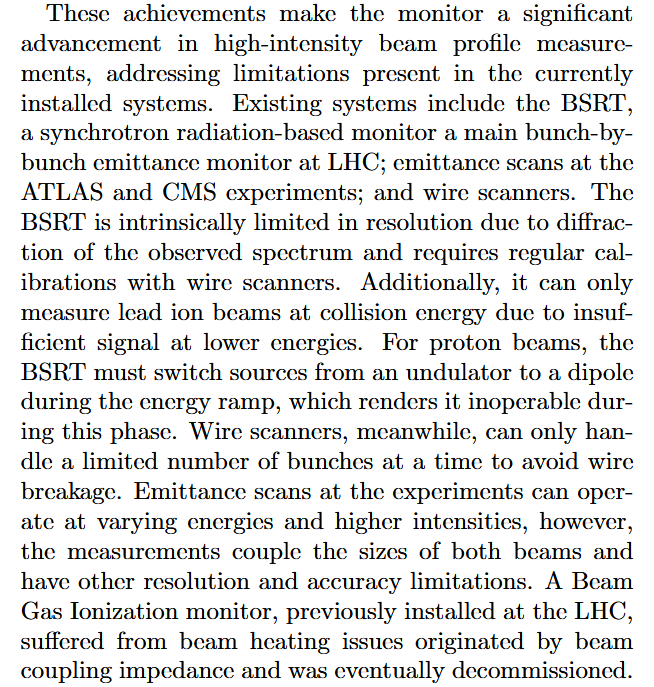 These achievements make the monitor a significant
advancement in high-intensity beam profile measure-
ments, addressing limitations present in the currently
installed systems. Existing systems include the BSRT,
a synchrotron radiation-based monitor a main bunch-by-
bunch emittance monitor at LHC; emittance scans at the
ATLAS and CMS experiments; and wire scanners. The
BSRT is intrinsically limited in resolution due to diffrac-
tion of the observed spectrum and requires regular cal-
ibrations with wire scanners. Additionally, it can only
measure lead ion beams at collision energy due to insuf-
ficient signal at lower energies. For proton beams, the
BSRT must switch sources from an undulator to a dipole
during the energy ramp, which renders it inoperable dur-
ing this phase. Wire scanners, meanwhile, can only han-
dle a limited number of bunches at a time to avoid wire
breakage. Emittance scans at the experiments can oper-
ate at varying energies and higher intensities, however,
the measurements couple the sizes of both beams and
have other resolution and accuracy limitations. A Beam
Gas Ionization monitor, previously installed at the LHC,
suffered from beam heating issues originated by beam
coupling impedance and was eventually decommissioned.